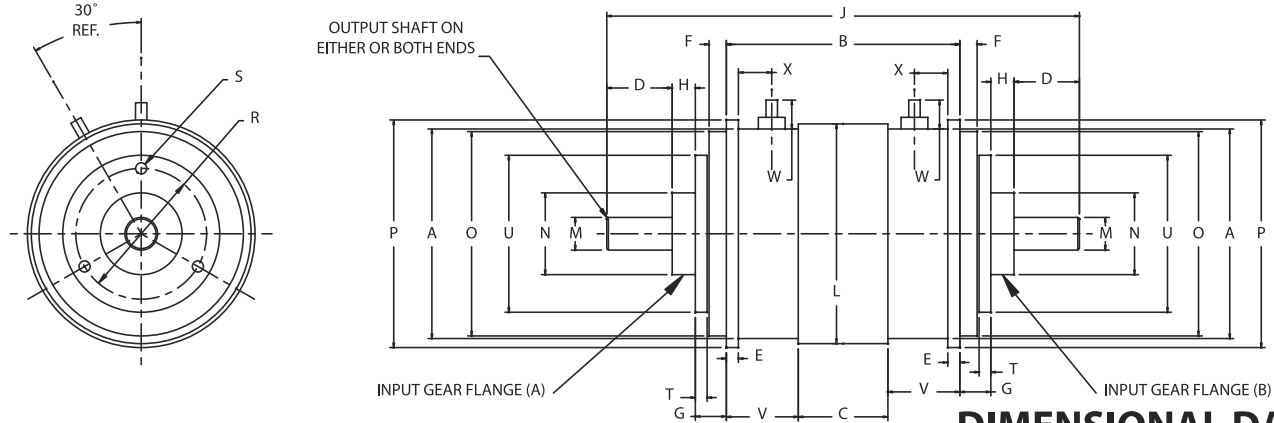 30°
REF.
S
R
OUTPUT SHAFT ON
EITHER OR BOTH ENDS
J
F
B
F
X
X
D
H
H
D
W
W
P
A
O
U
N
M
L
M
N
U
O
A
P
E
E
T
T
G
V
C
V
G
INPUT GEAR FLANGE (A)
INPUT GEAR FLANGE (B)